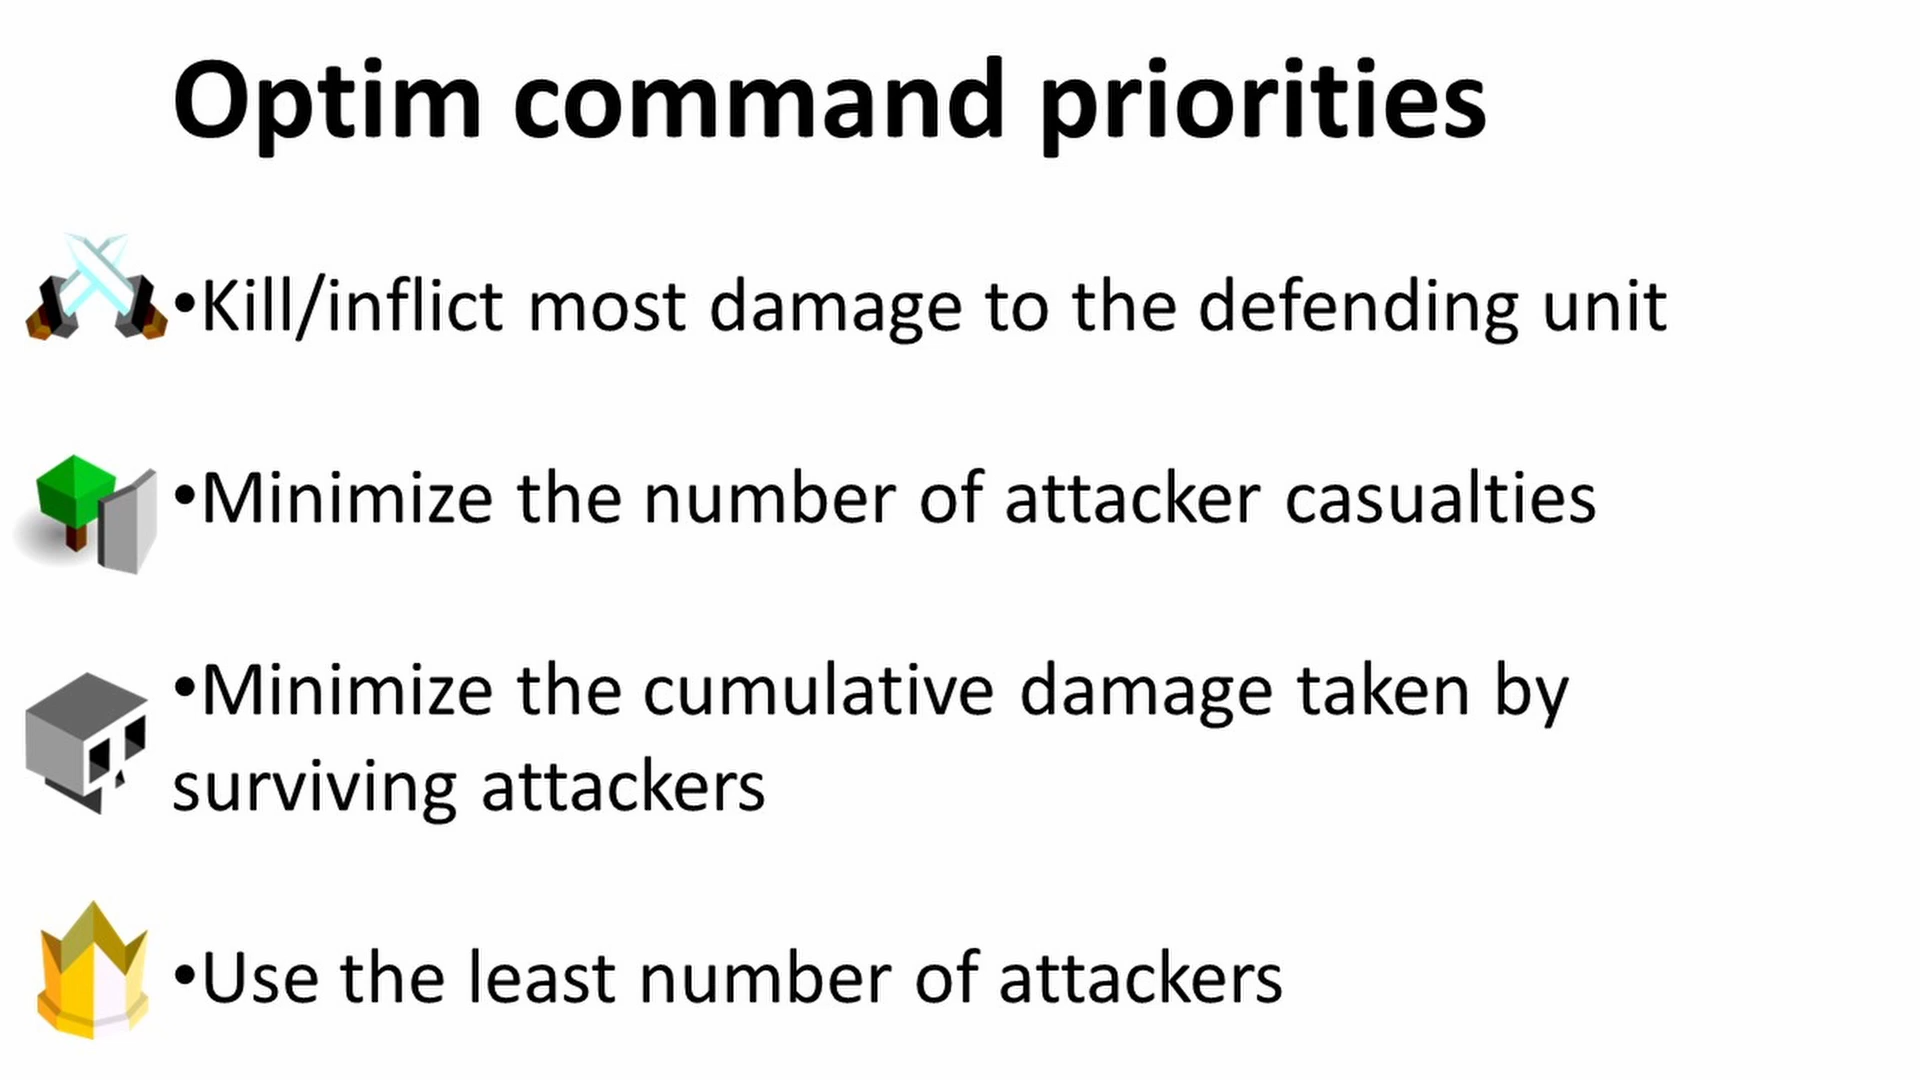 Optim command priorities
•Kill/inflict most damage to the defending unit
•Minimize the number of attacker casualties
•Minimize the cumulative damage taken by
surviving attackers
•Use the least number of attackers